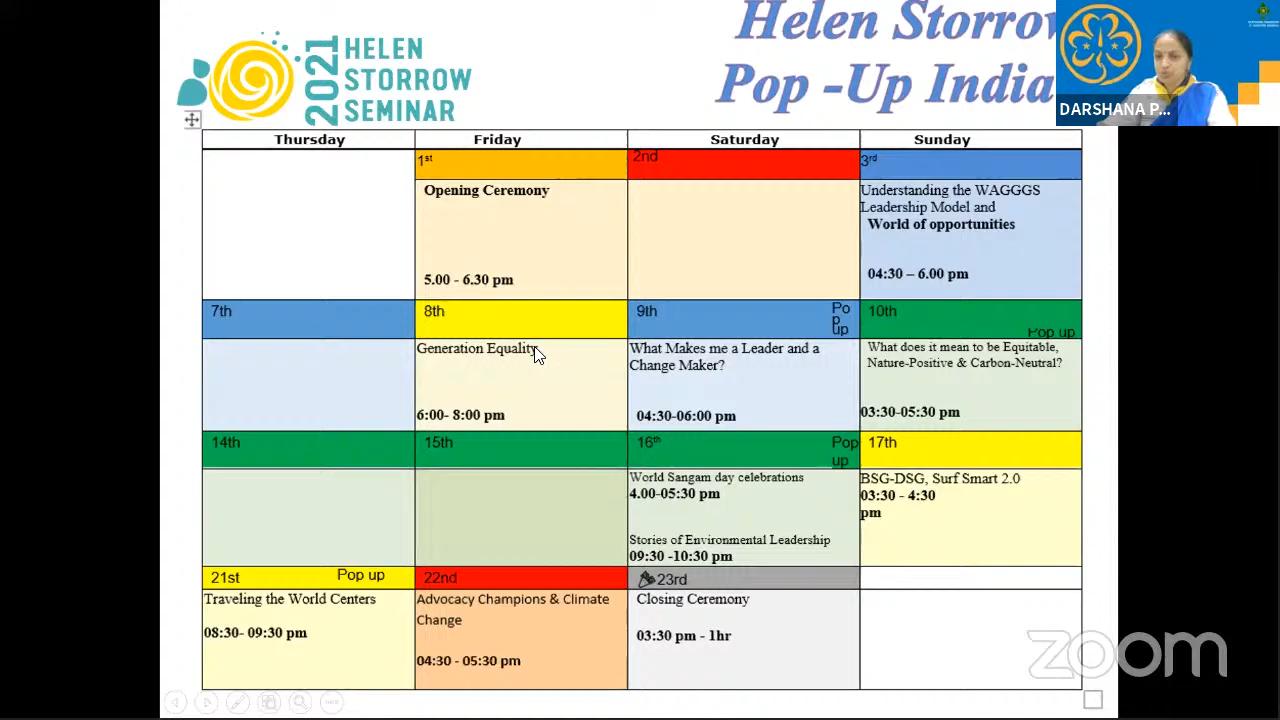 Helen Storrow
Pop -Up India
2021
HELEN
STORROW
SEMINAR
DARSHANA P...
Thursday Friday Saturday Sunday
1st 2nd 3rd
Opening Ceremony
5.00 - 6.30 pm
Understanding the WAGGGS
Leadership Model and
World of opportunities
04:30 – 6.00 pm
7th 8th 9th Po
p
up
10th
Pop up
Generation Equality
6:00- 8:00 pm
What Makes me a Leader and a
Change Maker?
04:30-06:00 pm
What does it mean to be Equitable,
Nature-Positive & Carbon-Neutral?
03:30-05:30 pm
14th 15th 16th Pop
up
17th
World Sangam day celebrations
4.00-05:30 pm
Stories of Environmental Leadership
09:30 -10:30 pm
BSG-DSG, Surf Smart 2.0
03:30 - 4:30
pm
21st Pop up 22nd 23rd
Traveling the World Centers
08:30- 09:30 pm
Advocacy Champions & Climate
Change
04:30 - 05:30 pm
Closing Ceremony
03:30 pm - 1hr
zoom